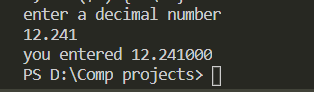 enter a decimal number
12.241
you entered 12.241000
PS D:\Comp projects>